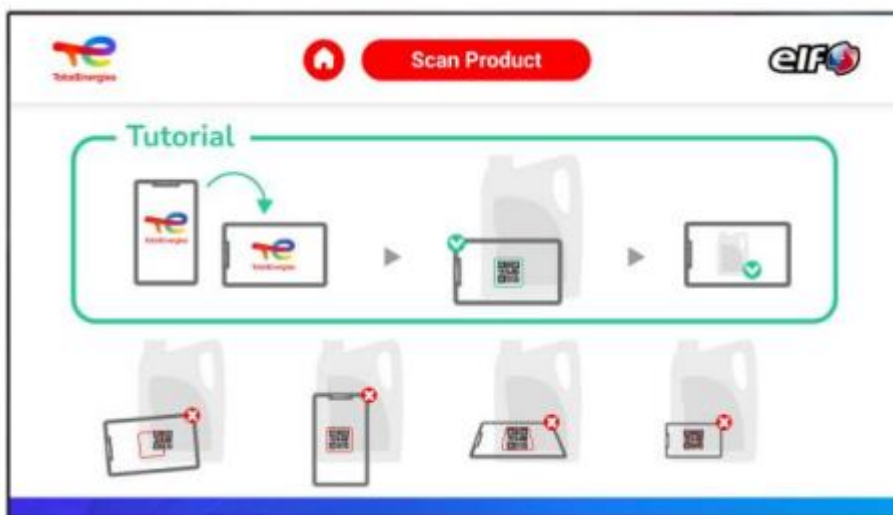 TotalEnergies
Scan Product
elf
Tutorial
TotalEnergies
TotalEnergies